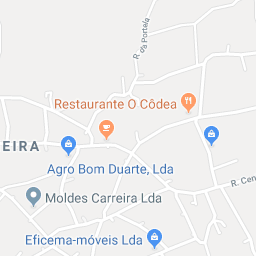 R. da Portela
Restaurante O Côdea
EIRA
Agro Bom Duarte, Lda
R. Cen
Moldes Carreira Lda
Eficema-móveis Lda